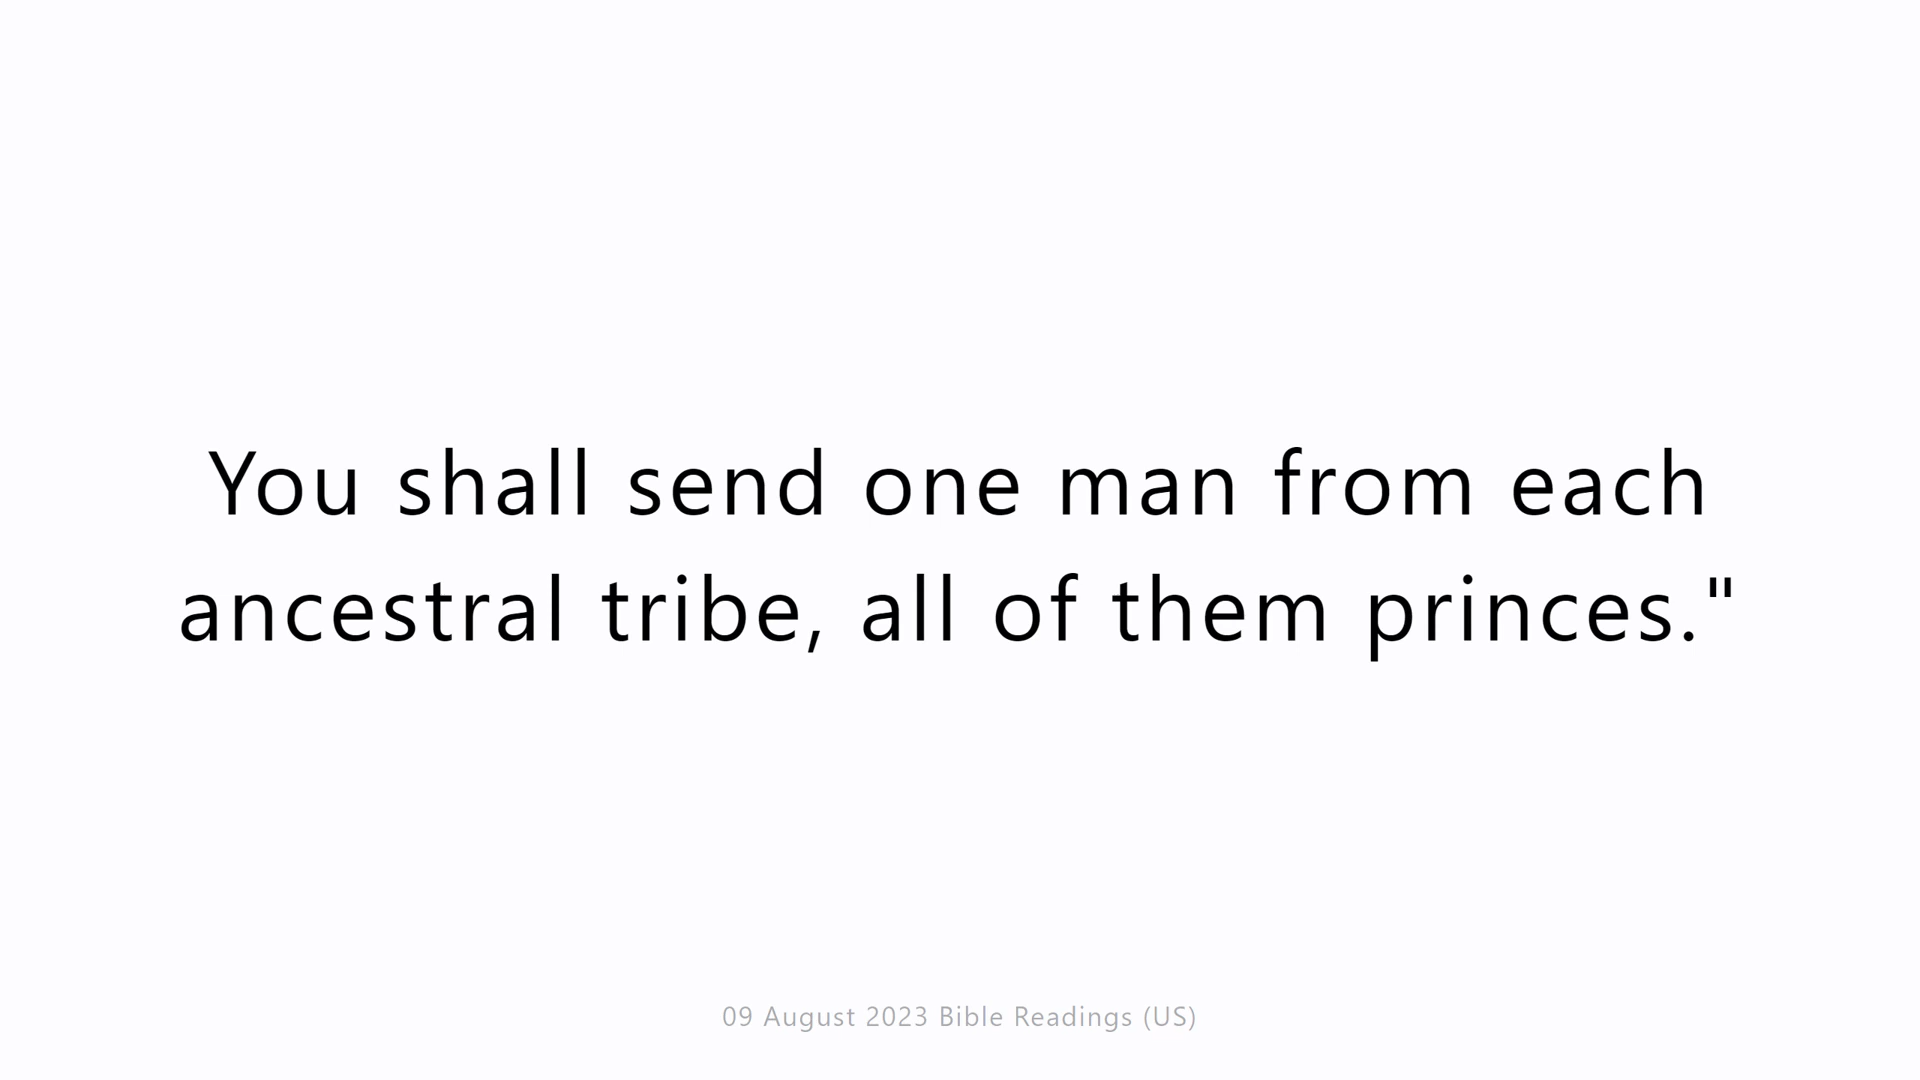 You shall send one man from each
ancestral tribe, all of them princes."
09 August 2023 Bible Readings (US)